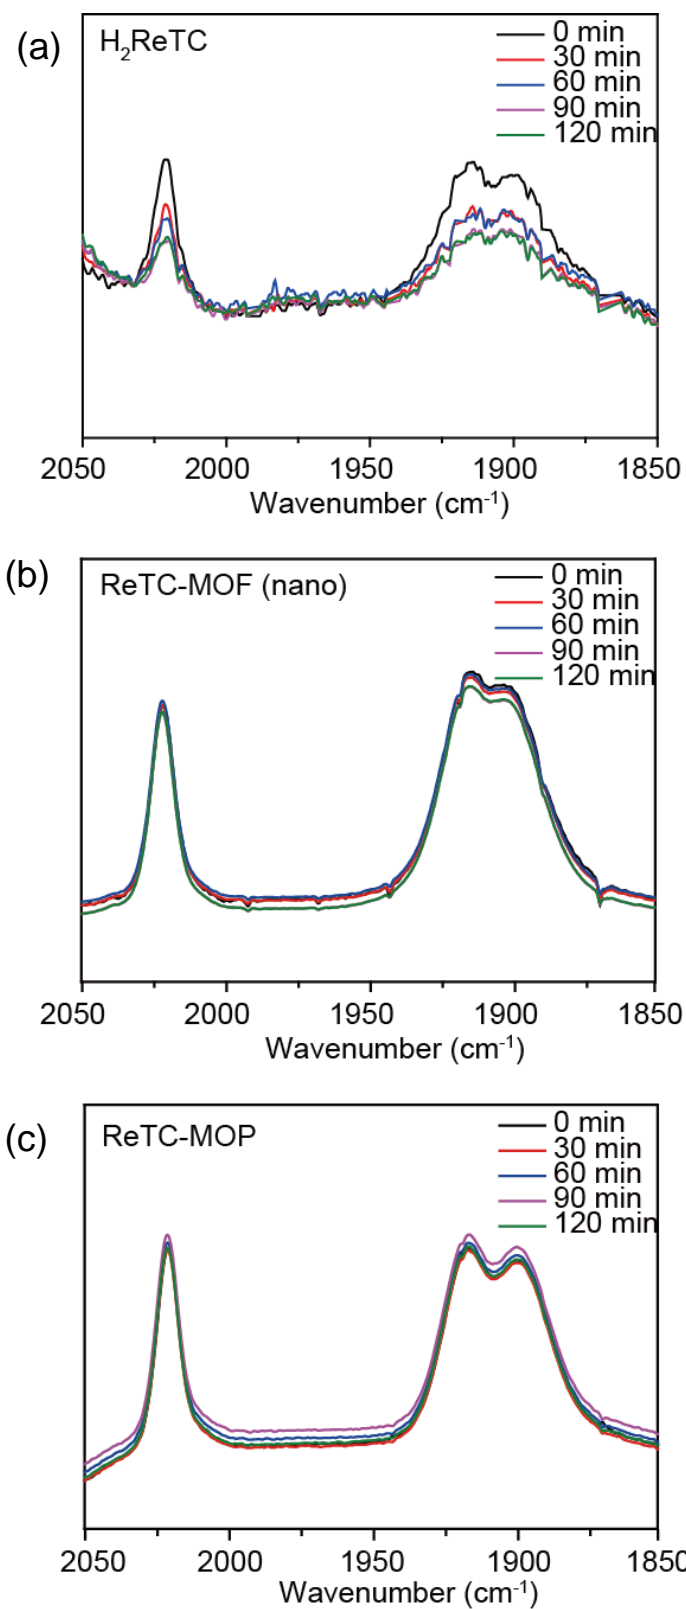 (a)
H2ReTC
0 min
30 min
60 min
90 min
120 min
2050 2000 1950 1900 1850
Wavenumber (cm-1)
(b)
ReTC-MOF (nano)
0 min
30 min
60 min
90 min
120 min
2050 2000 1950 1900 1850
Wavenumber (cm-1)
(c)
ReTC-MOP
0 min
30 min
60 min
90 min
120 min
2050 2000 1950 1900 1850
Wavenumber (cm-1)